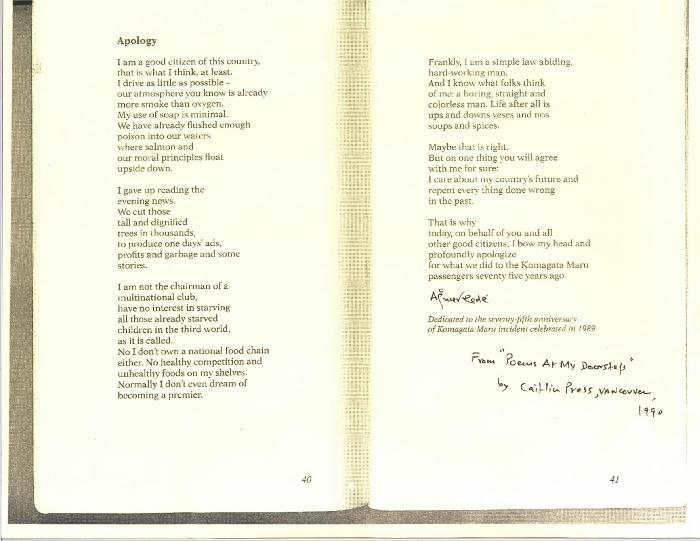 Apology
I am a good citizen of this country,
that is what I think, at least.
I drive as little as possible –
our atmosphere you know is already
more smoke than oxygen.
My use of soap is minimal.
We have already flushed enough
poison into our waters
where salmon and
our moral principles float
upside down.
I gave up reading the
evening news.
We cut those
tall and dignified
trees in thousands,
to produce one days' ads,
profits and garbage and some
stories.
I am not the chairman of a
multinational club,
have no interest in starving
all those already starved
children in the third world,
as it is called.
No I don't own a national food chain
either. No healthy competition and
unhealthy foods on my shelves.
Normally I don't even dream of
becoming a premier.
40
Frankly, I am a simple law abiding,
hard-working man.
And I know what folks think
of me: a boring, straight and
colorless man. Life after all is
ups and downs yeses and nos
soups and spices.
Maybe that is right.
But on one thing you will agree
with me for sure:
I care about my country's future and
repent every thing done wrong
in the past.
That is why
today, on behalf of you and all
other good citizens, I bow my head and
profoundly apologize
for what we did to the Komagata Maru
passengers seventy five years ago.
Dedicated to the seventy-fifth anniversary
of Komagata Maru incident celebrated in 1989
From "Poems At My Doorsteps"
by Caitlin Press, Vancouver,
1990
41